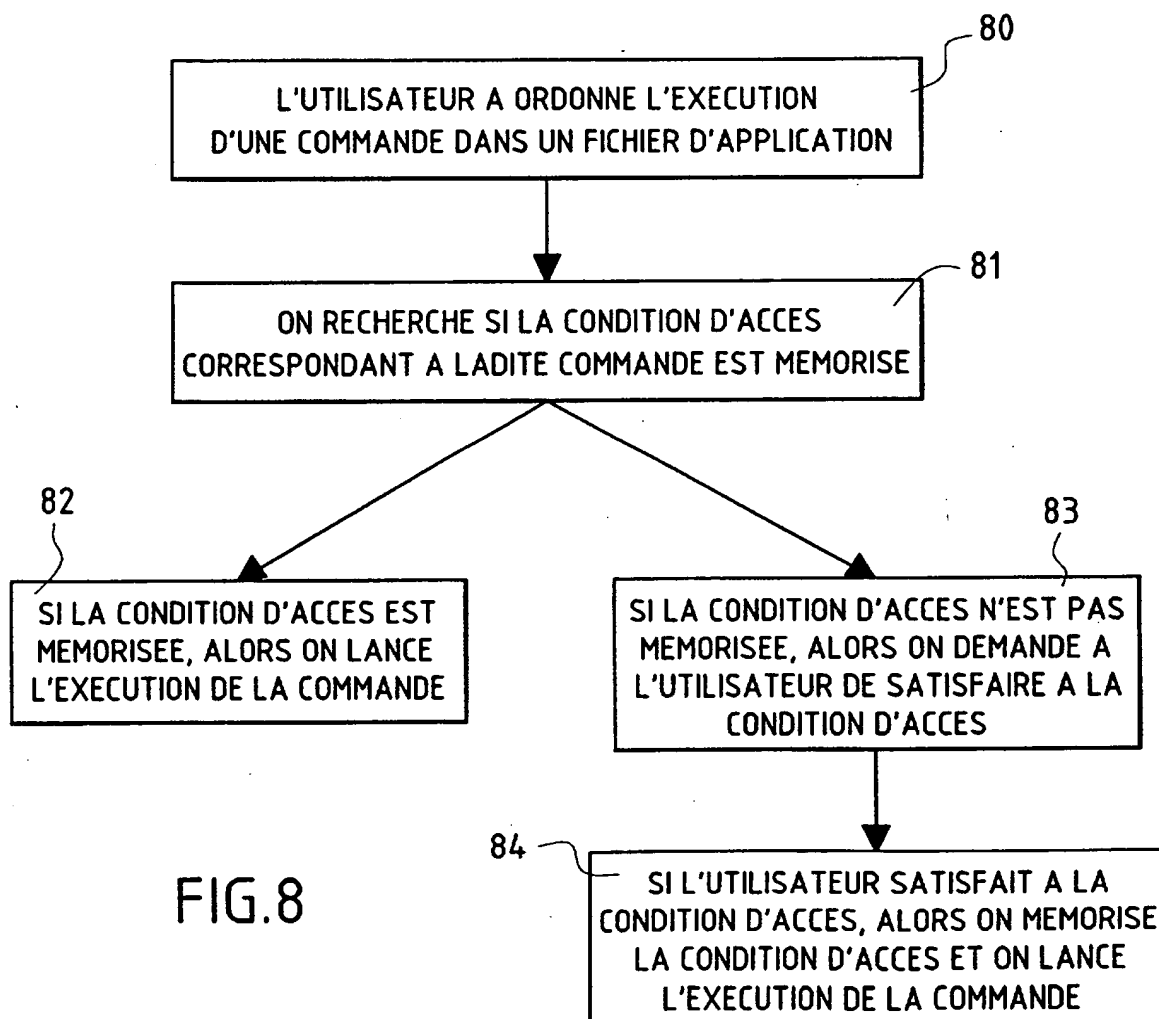 80
L'UTILISATEUR A ORDONNE L'EXECUTION
D'UNE COMMANDE DANS UN FICHIER D'APPLICATION
81
ON RECHERCHE SI LA CONDITION D'ACCES
CORRESPONDANT A LADITE COMMANDE EST MEMORISE
82
SI LA CONDITION D'ACCES EST
MEMORISEE, ALORS ON LANCE
L'EXECUTION DE LA COMMANDE
83
SI LA CONDITION D'ACCES N'EST PAS
MEMORISEE, ALORS ON DEMANDE A
L'UTILISATEUR DE SATISFAIRE A LA
CONDITION D'ACCES
84
SI L'UTILISATEUR SATISFAIT A LA
CONDITION D'ACCES, ALORS ON MEMORISE
LA CONDITION D'ACCES ET ON LANCE
L'EXECUTION DE LA COMMANDE
FIG.8